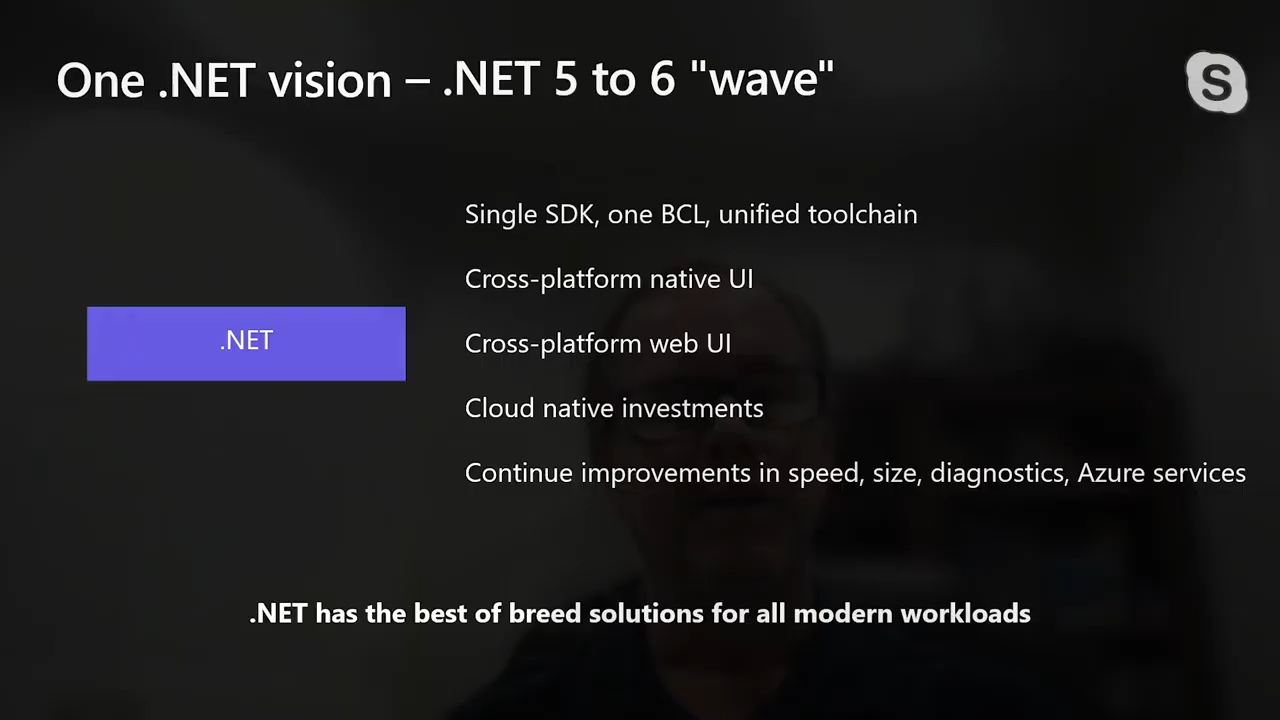 One .NET vision – .NET 5 to 6 "wave"
S
Single SDK, one BCL, unified toolchain
Cross-platform native UI
.NET
Cross-platform web UI
Cloud native investments
Continue improvements in speed, size, diagnostics, Azure services
.NET has the best of breed solutions for all modern workloads